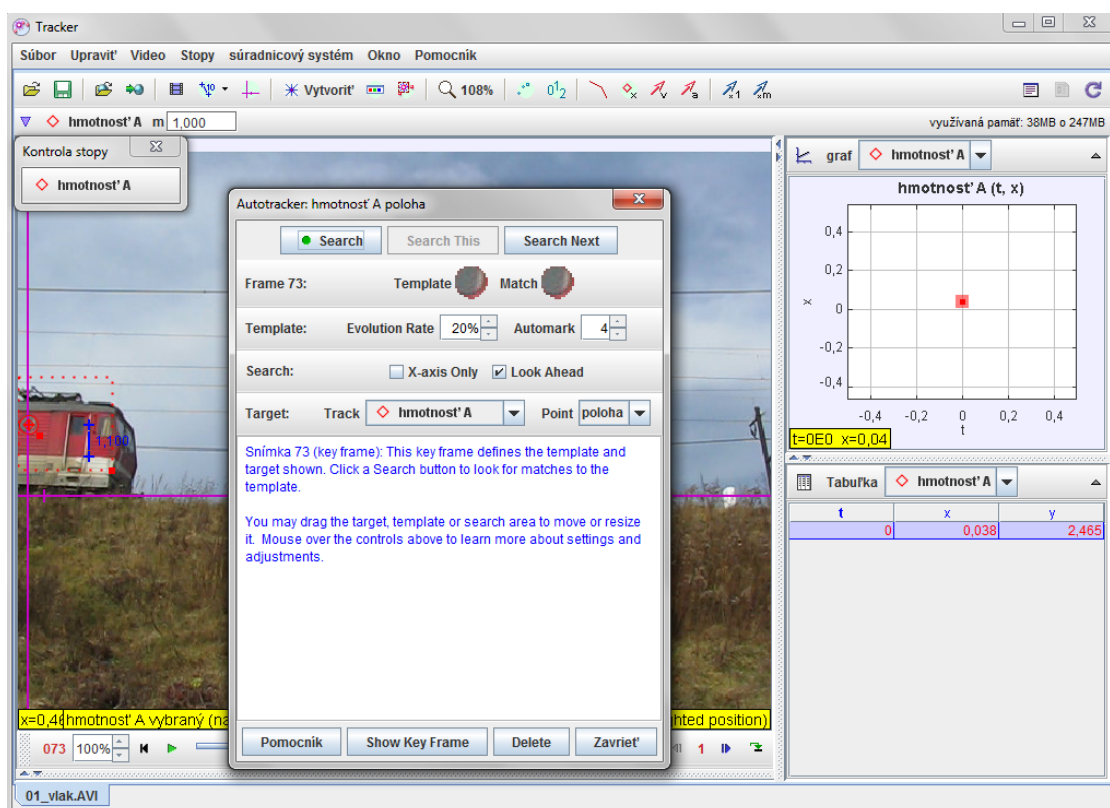 Tracker
Súbor Upraviť Video Stopy súradnicový systém Okno Pomocník
Vytvoriť 108%
hmotnosť A m 1,000 využívaná pamäť: 38MB o 247MB
Kontrola stopy
hmotnosť A
Autotracker: hmotnosť A poloha
Search Search This Search Next
Frame 73: Template Match
Template: Evolution Rate 20% Automark 4
Search: X-axis Only Look Ahead
Target: Track hmotnosť A Point poloha
Snímka 73 (key frame): This key frame defines the template and
target shown. Click a Search button to look for matches to the
template.
You may drag the target, template or search area to move or resize
it. Mouse over the controls above to learn more about settings and
adjustments.
Pomocník Show Key Frame Delete Zavrieť
1,100
x=0,46 hmotnosť A vybraný (na
hted position)
073 100% 1
01_vlak.AVI
graf hmotnosť A
hmotnosť A (t, x)
x
0,4
0,2
0
-0,2
-0,4
-0,4 -0,2 0 0,2 0,4
t
t=0E0 x=0,04
Tabuľka hmotnosť A
t x y
0 0,038 2,465